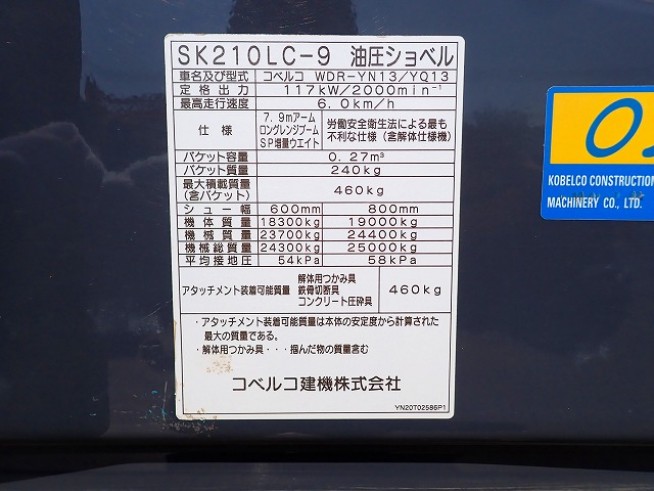 SK210LC-9 油圧ショベル
車名及び型式 コベルコ WDR-YN13/YQ13
定格出力 117kW/2000min⁻¹
最高走行速度 6.0km/h
仕様 7.9mアーム ロングレンジブーム SP増量ウエイト 労働安全衛生法による最も不利な仕様(含解体仕様機)
バケット容量 0.27m³
バケット質量 240kg
最大積載質量(含バケット) 460kg
シュー幅 600mm 800mm
機体質量 18300kg 19000kg
機械質量 23700kg 24400kg
機械総質量 24300kg 25000kg
平均接地圧 54kPa 58kPa
アタッチメント装着可能質量 解体用つかみ具 鉄骨切断具 コンクリート圧砕具 460kg
・アタッチメント装着可能質量は本体の安定度から計算された
最大の質量である。
・解体用つかみ具・・・掴んだ物の質量含む
コベルコ建機株式会社
YN20T02586P1
KOBELCO CONSTRUCTION
MACHINERY CO., LTD.